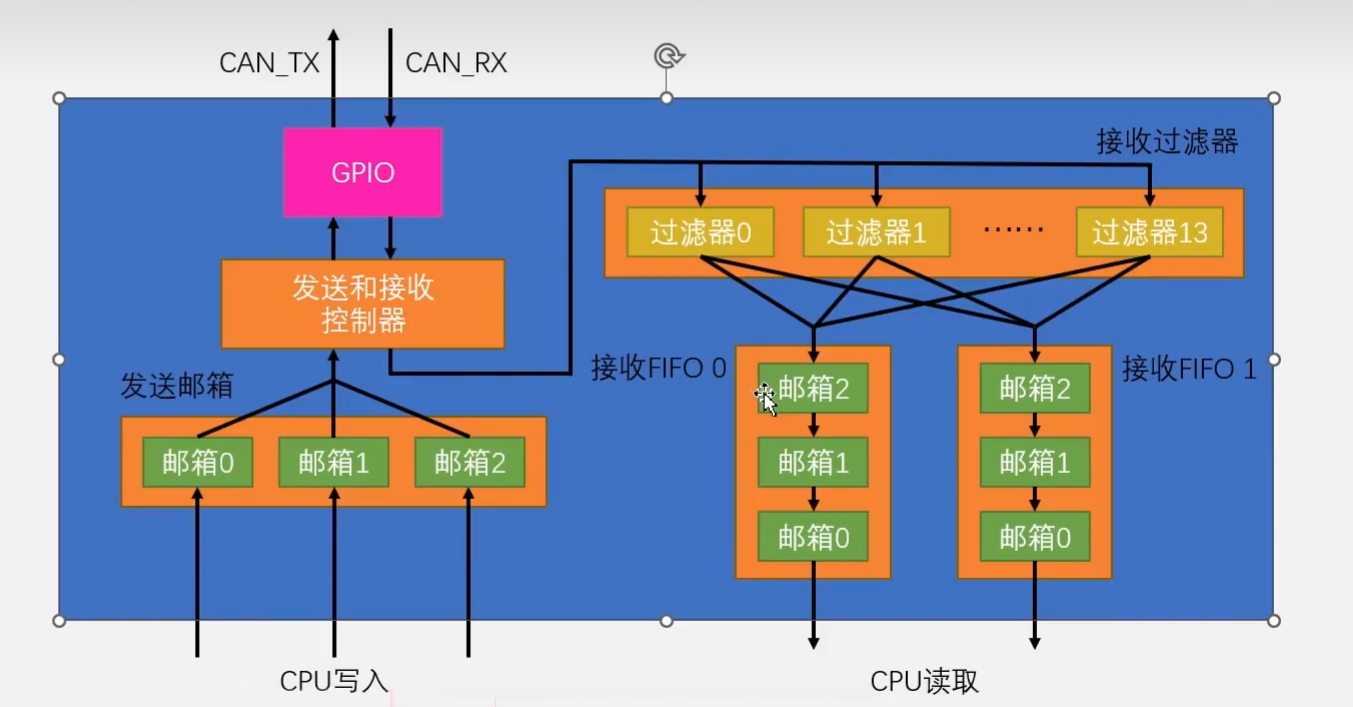 CAN_TX
CAN_RX
GPIO
接收过滤器
过滤器0
过滤器1
……
过滤器13
发送和接收
控制器
发送邮箱
邮箱0
邮箱1
邮箱2
接收FIFO 0
邮箱2
邮箱1
邮箱0
接收FIFO 1
邮箱2
邮箱1
邮箱0
CPU写入
CPU读取